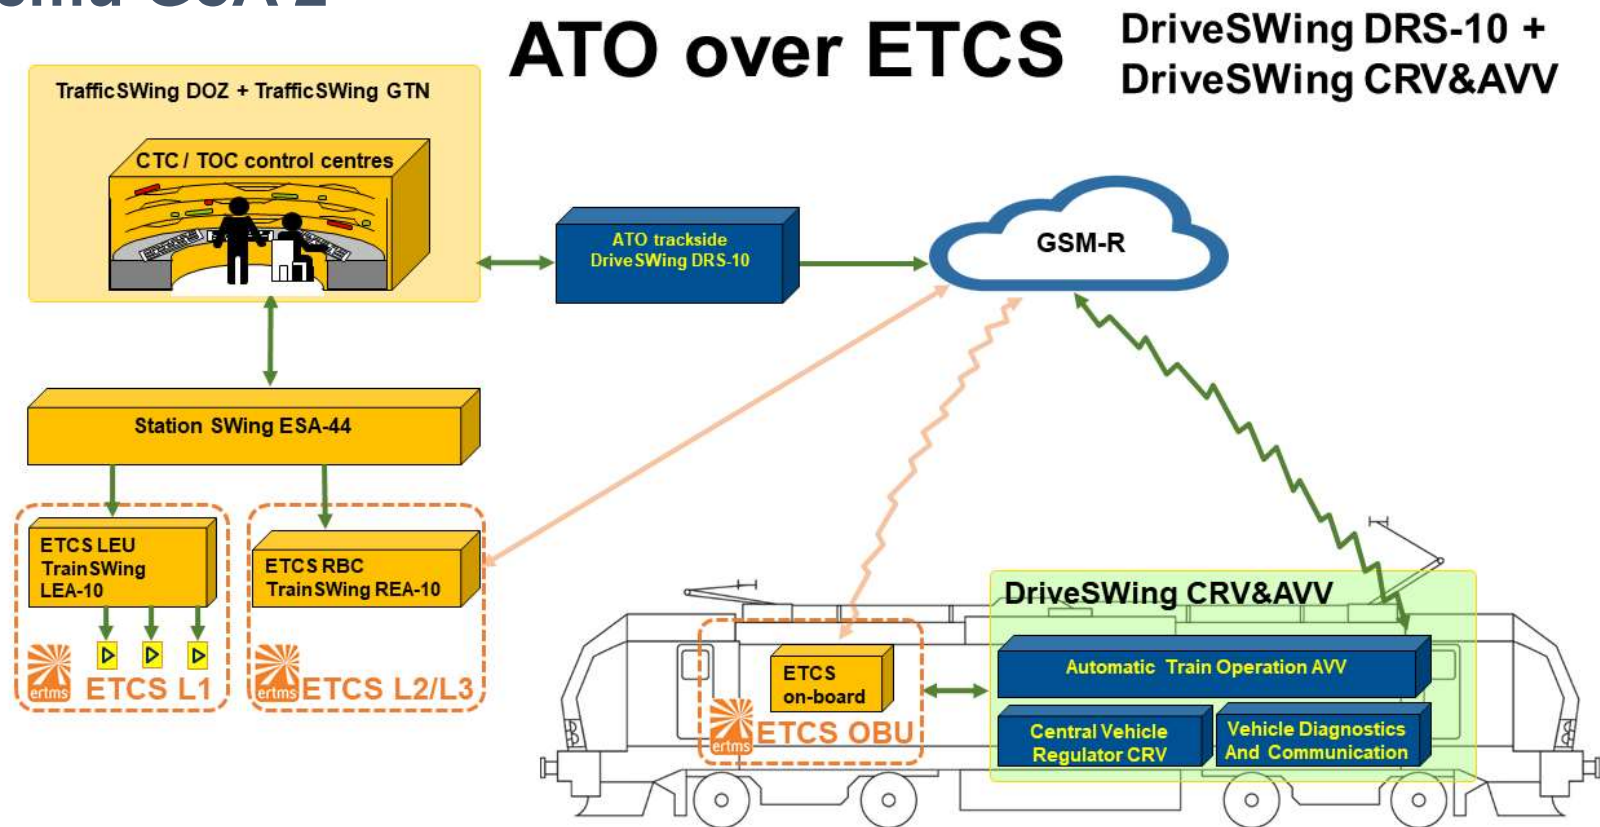 ATO over ETCS
DriveSWing DRS-10 +
DriveSWing CRV&AVV
TrafficSWing DOZ + TrafficSWing GTN
CTC / TOC control centres
ATO trackside
DriveSWing DRS-10
GSM-R
Station SWing ESA-44
ETCS LEU
TrainSWing
LEA-10
ETCS RBC
TrainSWing REA-10
ertms
ETCS L1
ertms
ETCS L2/L3
DriveSWing CRV&AVV
Automatic Train Operation AVV
ETCS
on-board
ertms
ETCS OBU
Central Vehicle
Regulator CRV
Vehicle Diagnostics
And Communication